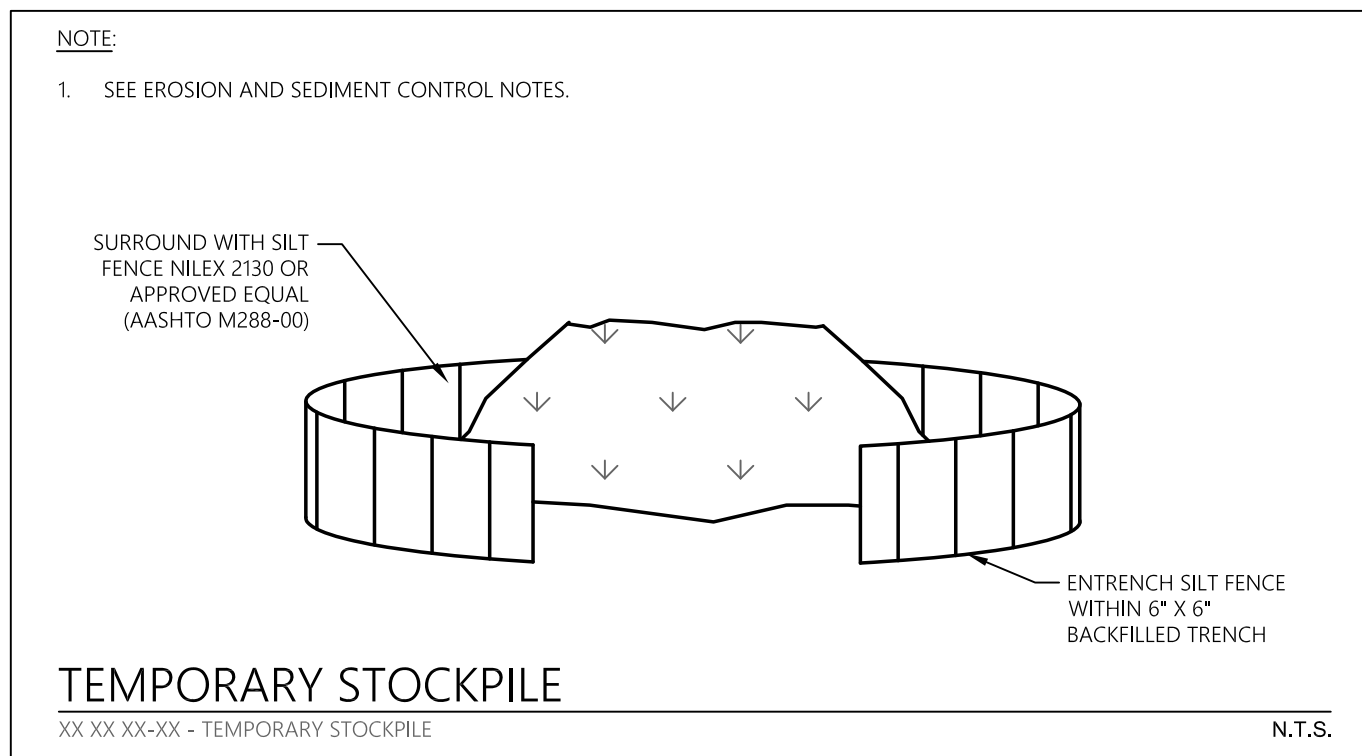 NOTE:
1. SEE EROSION AND SEDIMENT CONTROL NOTES.
SURROUND WITH SILT
FENCE NILEX 2130 OR
APPROVED EQUAL
(AASHTO M288-00)
ENTRENCH SILT FENCE
WITHIN 6" X 6"
BACKFILLED TRENCH
TEMPORARY STOCKPILE
XX XX XX-XX - TEMPORARY STOCKPILE
N.T.S.